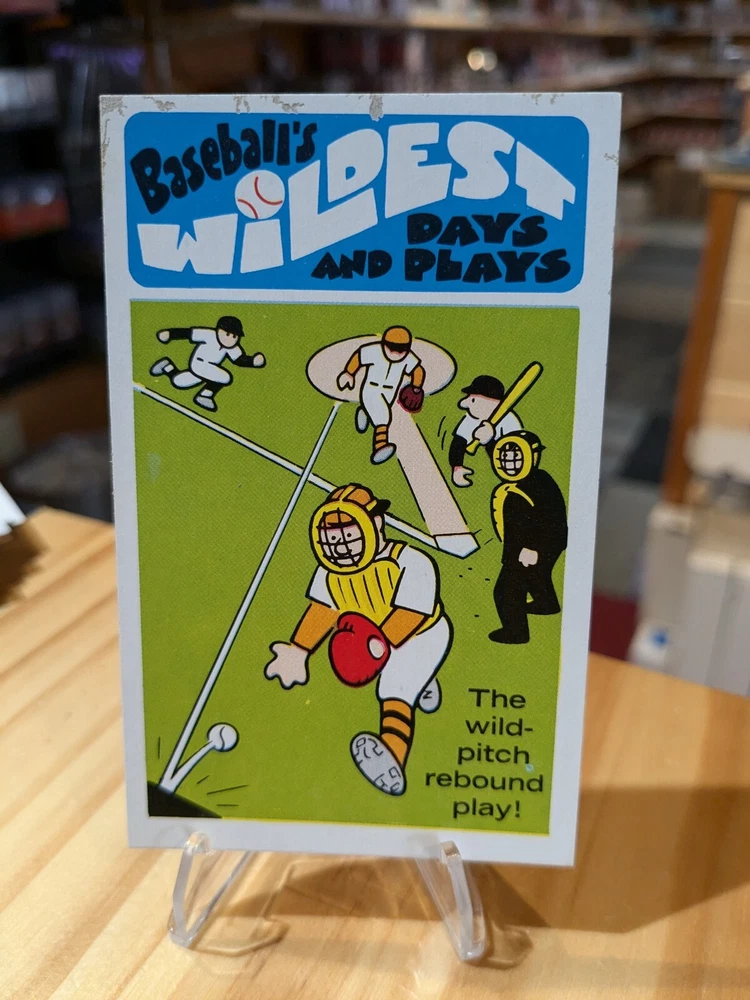 Baseball's
WiLDEST
DAYS
AND PLAYS
The
wild-
pitch
rebound
play!